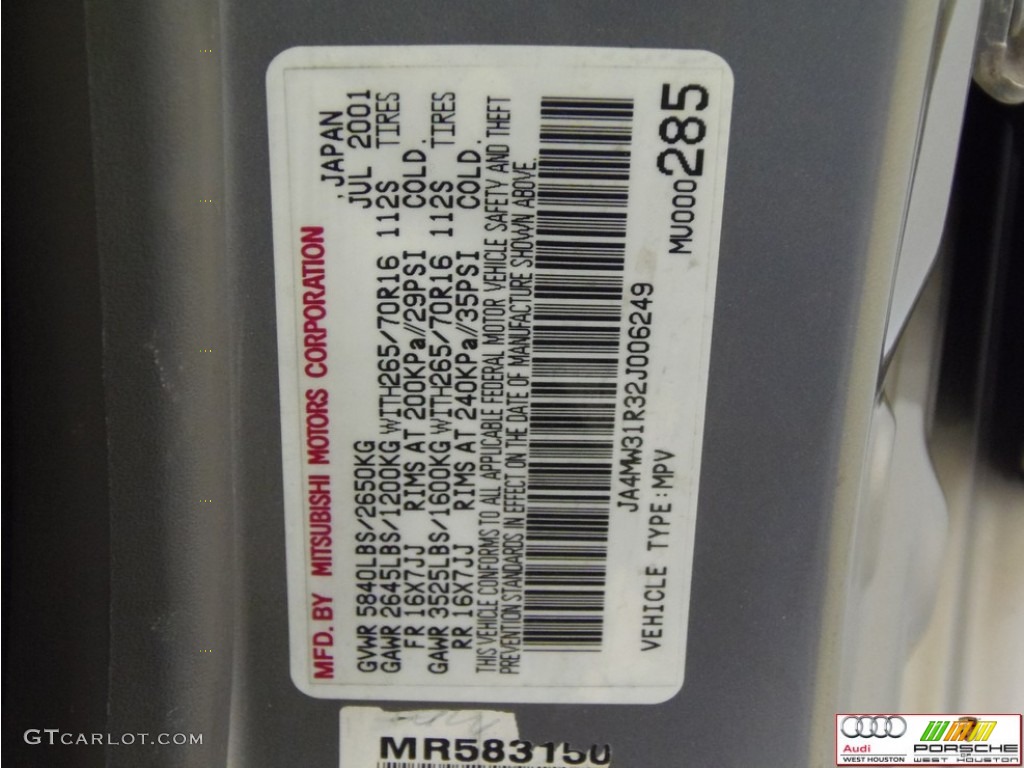 MFD. BY MITSUBISHI MOTORS CORPORATION ,JAPAN
JUL 2001
GVWR 5840LBS/2650KG
GAWR 2645LBS/1200KG WITH265/70R16 112S TIRES
FR 16X7JJ RIMS AT 200KPa//29PSI COLD.
GAWR 3525LBS/1600KG WITH265/70R16 112S TIRES
RR 16X7JJ RIMS AT 240KPa//35PSI COLD.
THIS VEHICLE CONFORMS TO ALL APPLICABLE FEDERAL MOTOR VEHICLE SAFETY AND THEFT
PREVENTION STANDARDS IN EFFECT ON THE DATE OF MANUFACTURE SHOWN ABOVE.
JA4MW31R32J006249
VEHICLE TYPE:MPV MU000285
MR583150
GTCARLOT.COM
Audi
WEST HOUSTON
PORSCHE
OF
WEST HOUSTON